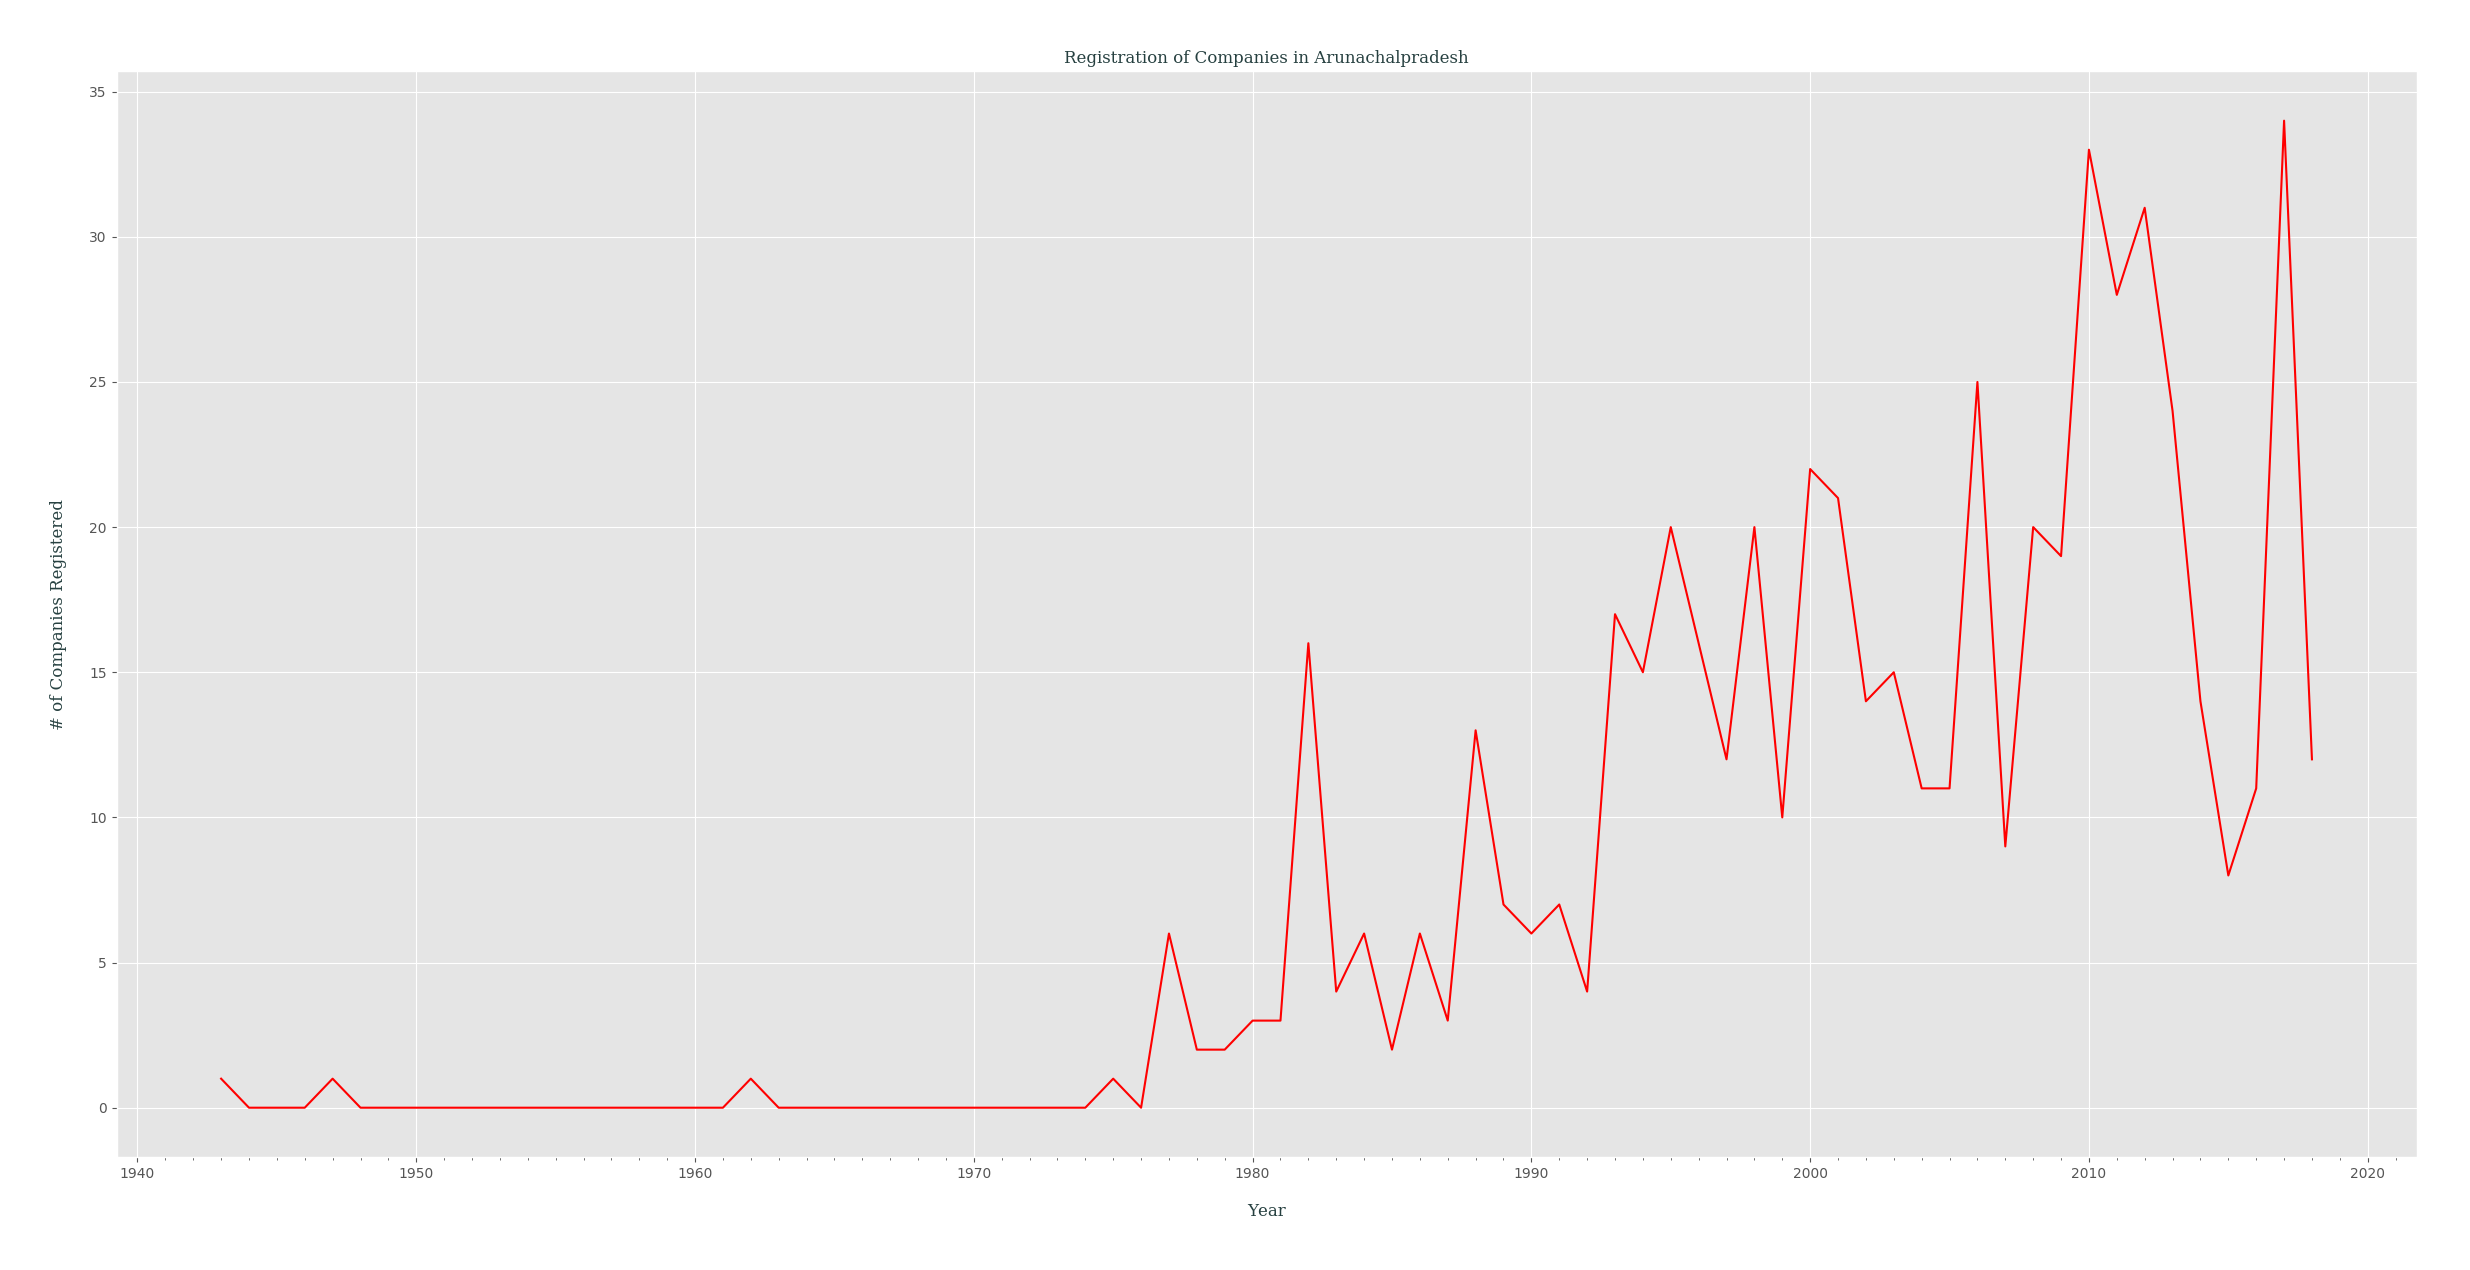 Registration of Companies in Arunachalpradesh
35
30
25
20
15
10
5
0
# of Companies Registered
1940 1950 1960 1970 1980 1990 2000 2010 2020
Year